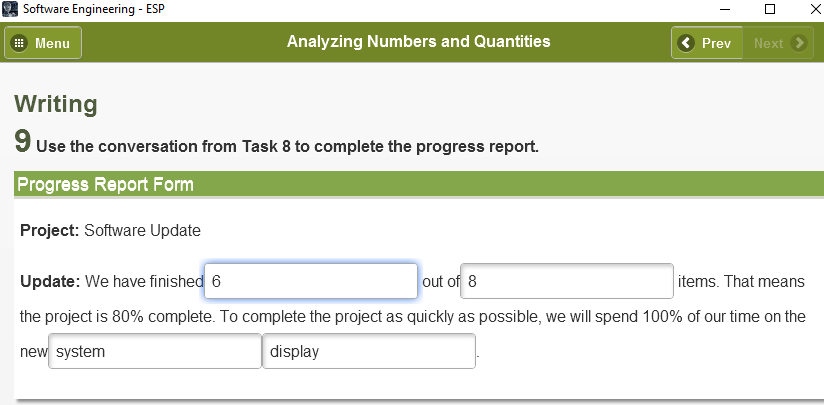 Software Engineering - ESP
Menu
Analyzing Numbers and Quantities
Prev
Next
Writing
9 Use the conversation from Task 8 to complete the progress report.
Progress Report Form
Project: Software Update
Update: We have finished 6 out of 8 items. That means
the project is 80% complete. To complete the project as quickly as possible, we will spend 100% of our time on the
new system display.